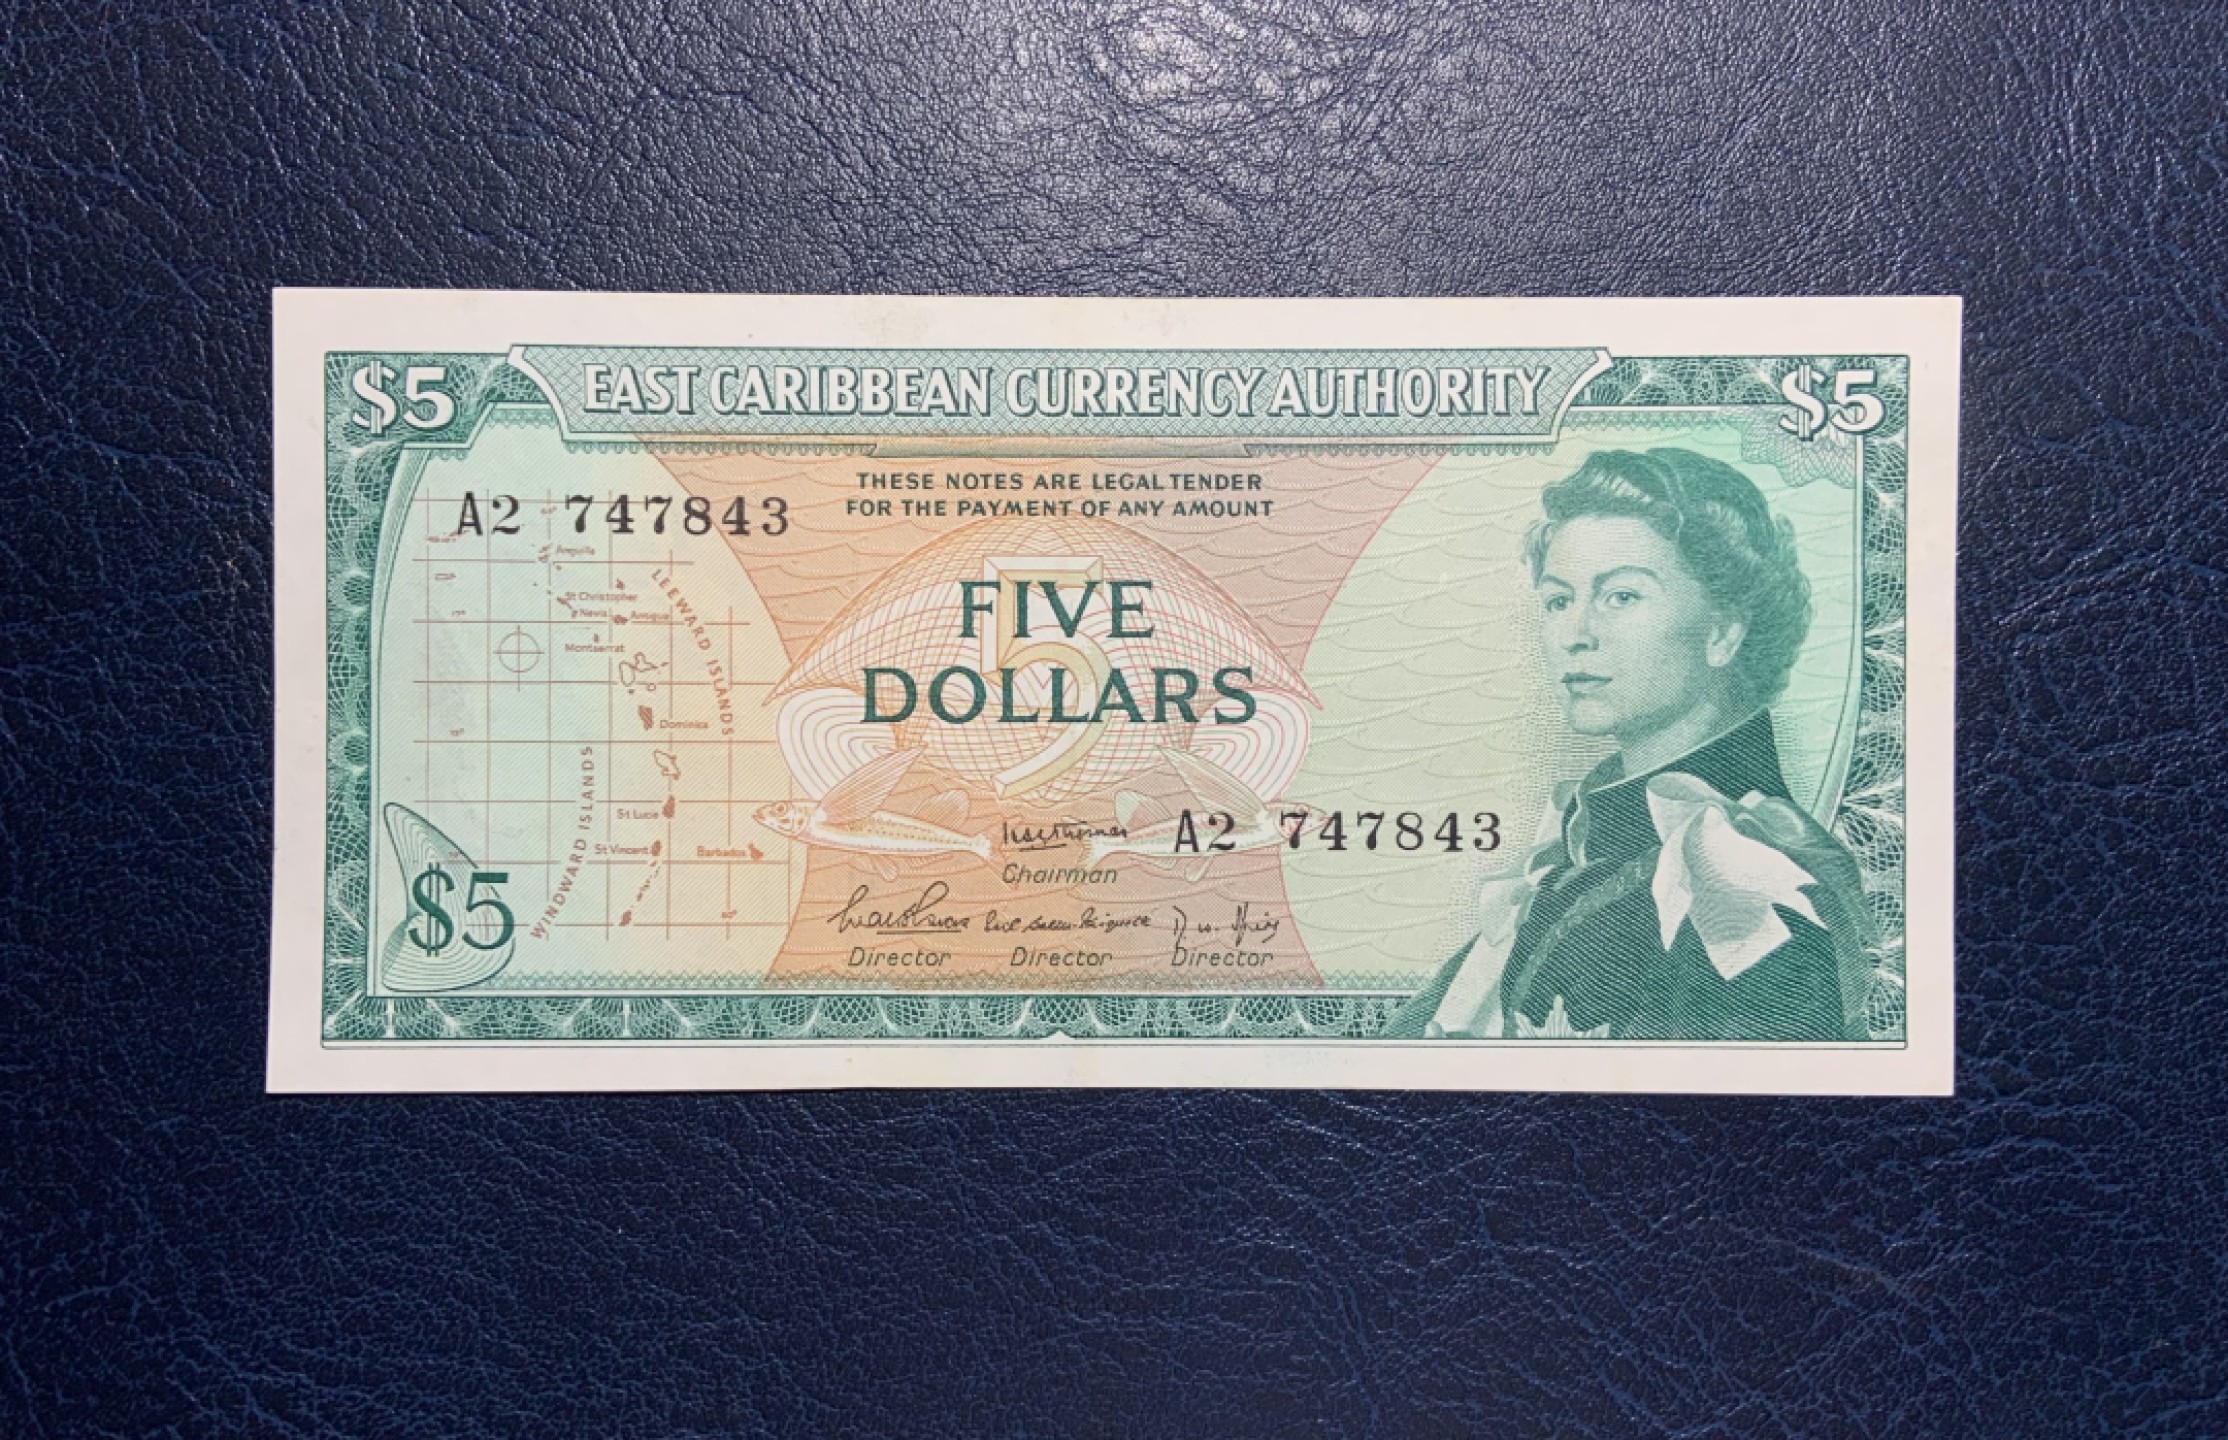 $5 EAST CARIBBEAN CURRENCY AUTHORITY $5
THESE NOTES ARE LEGAL TENDER
FOR THE PAYMENT OF ANY AMOUNT
A2 747843
Anguilla
St Christopher
Nevis Antigua
Montserrat
LEEWARD ISLANDS
Dominica
WINDWARD ISLANDS
St Lucia
St Vincent Barbados
5
FIVE
DOLLARS
A2 747843
Chairman
$5
Director Director Director